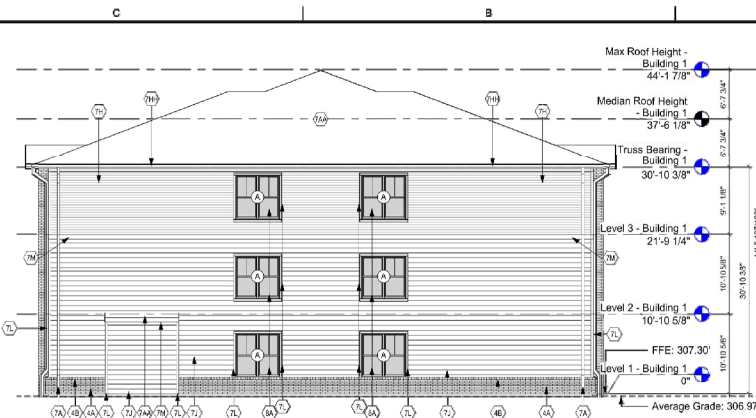 C
B
Max Roof Height -
Building 1
44'-1 7/8"
6'-7 3/4"
Median Roof Height
- Building 1
37'-6 1/8"
6'-7 3/4"
Truss Bearing -
Building 1
30'-10 3/8"
9'-1 1/8"
Level 3 - Building 1
21'-9 1/4"
10'-10 5/8"
30'-10 3/8"
Level 2 - Building 1
10'-10 5/8"
10'-10 5/8"
FFE: 307.30'
Level 1 - Building 1
0"
Average Grade: 306.97
7H
7HH
7AA
7HH
7H
A
A
7M
7M
A
A
7L
7L
A
A
7A
4B
4A
7L
7J
7AA
7M
7L
7J
7L
8A
7L
8A
7L
7J
4B
4A
7A